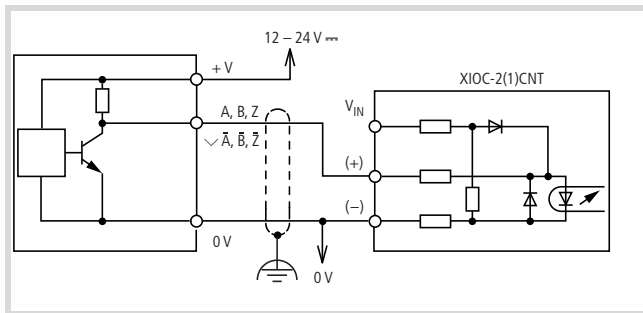 12 – 24 V ⎓
+ V
XIOC-2(1)CNT
A, B, Z
V_IN
∨ A̅, B̅, Z̅
(+)
(–)
0 V
0 V